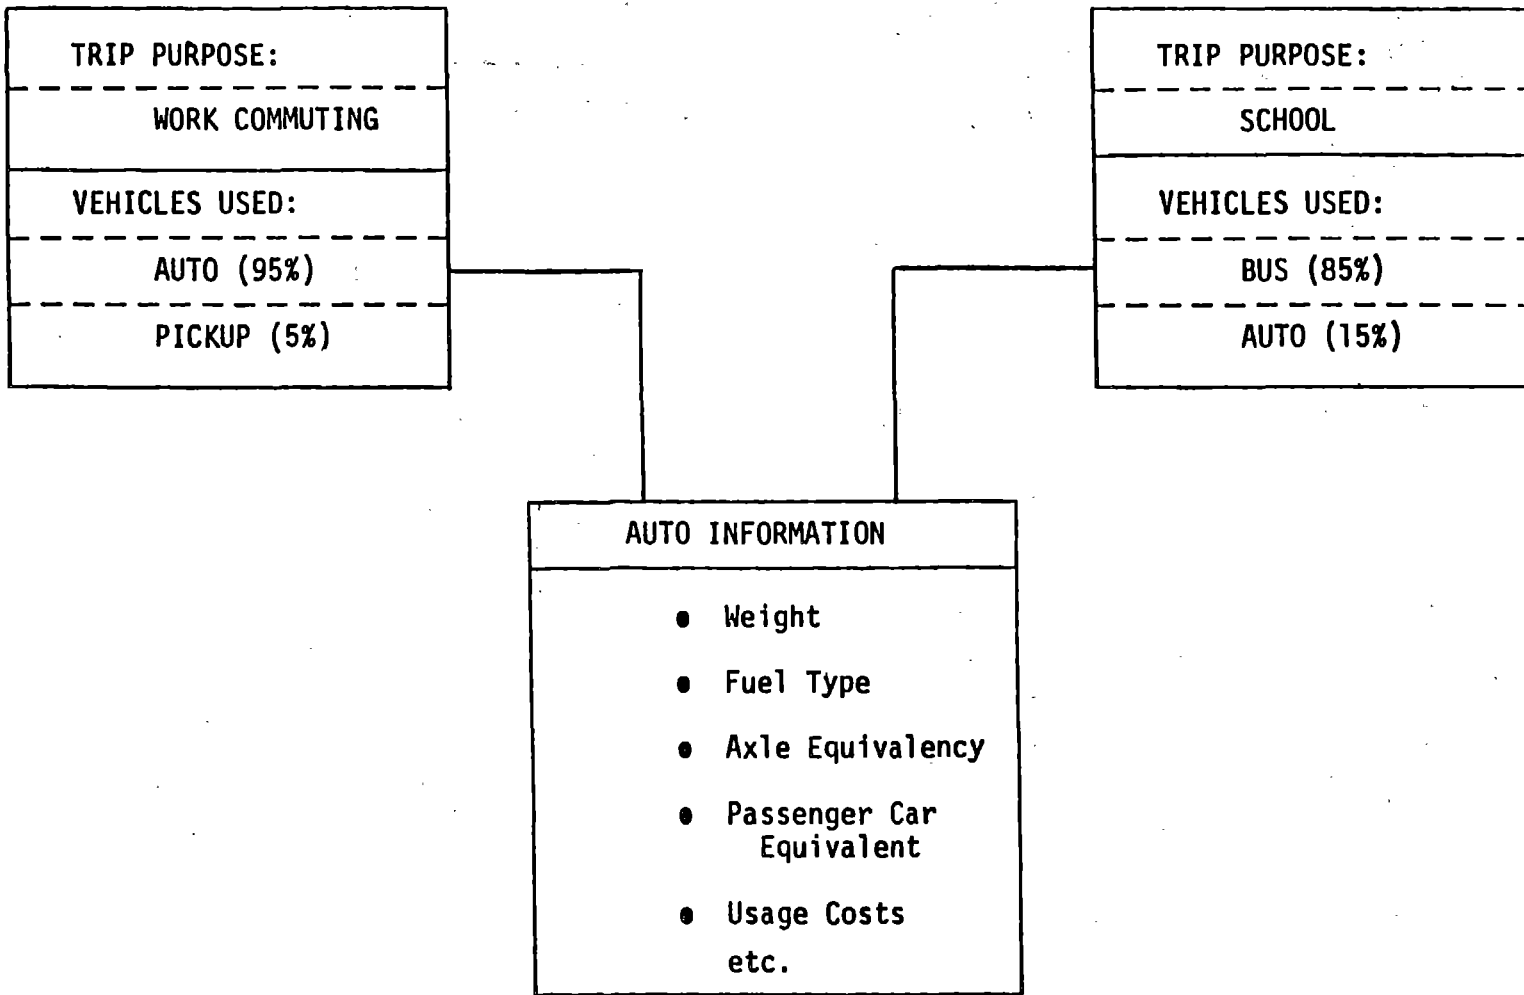 TRIP PURPOSE:
WORK COMMUTING
VEHICLES USED:
AUTO (95%)
PICKUP (5%)
TRIP PURPOSE:
SCHOOL
VEHICLES USED:
BUS (85%)
AUTO (15%)
AUTO INFORMATION
• Weight
• Fuel Type
• Axle Equivalency
• Passenger Car
Equivalent
• Usage Costs
etc.